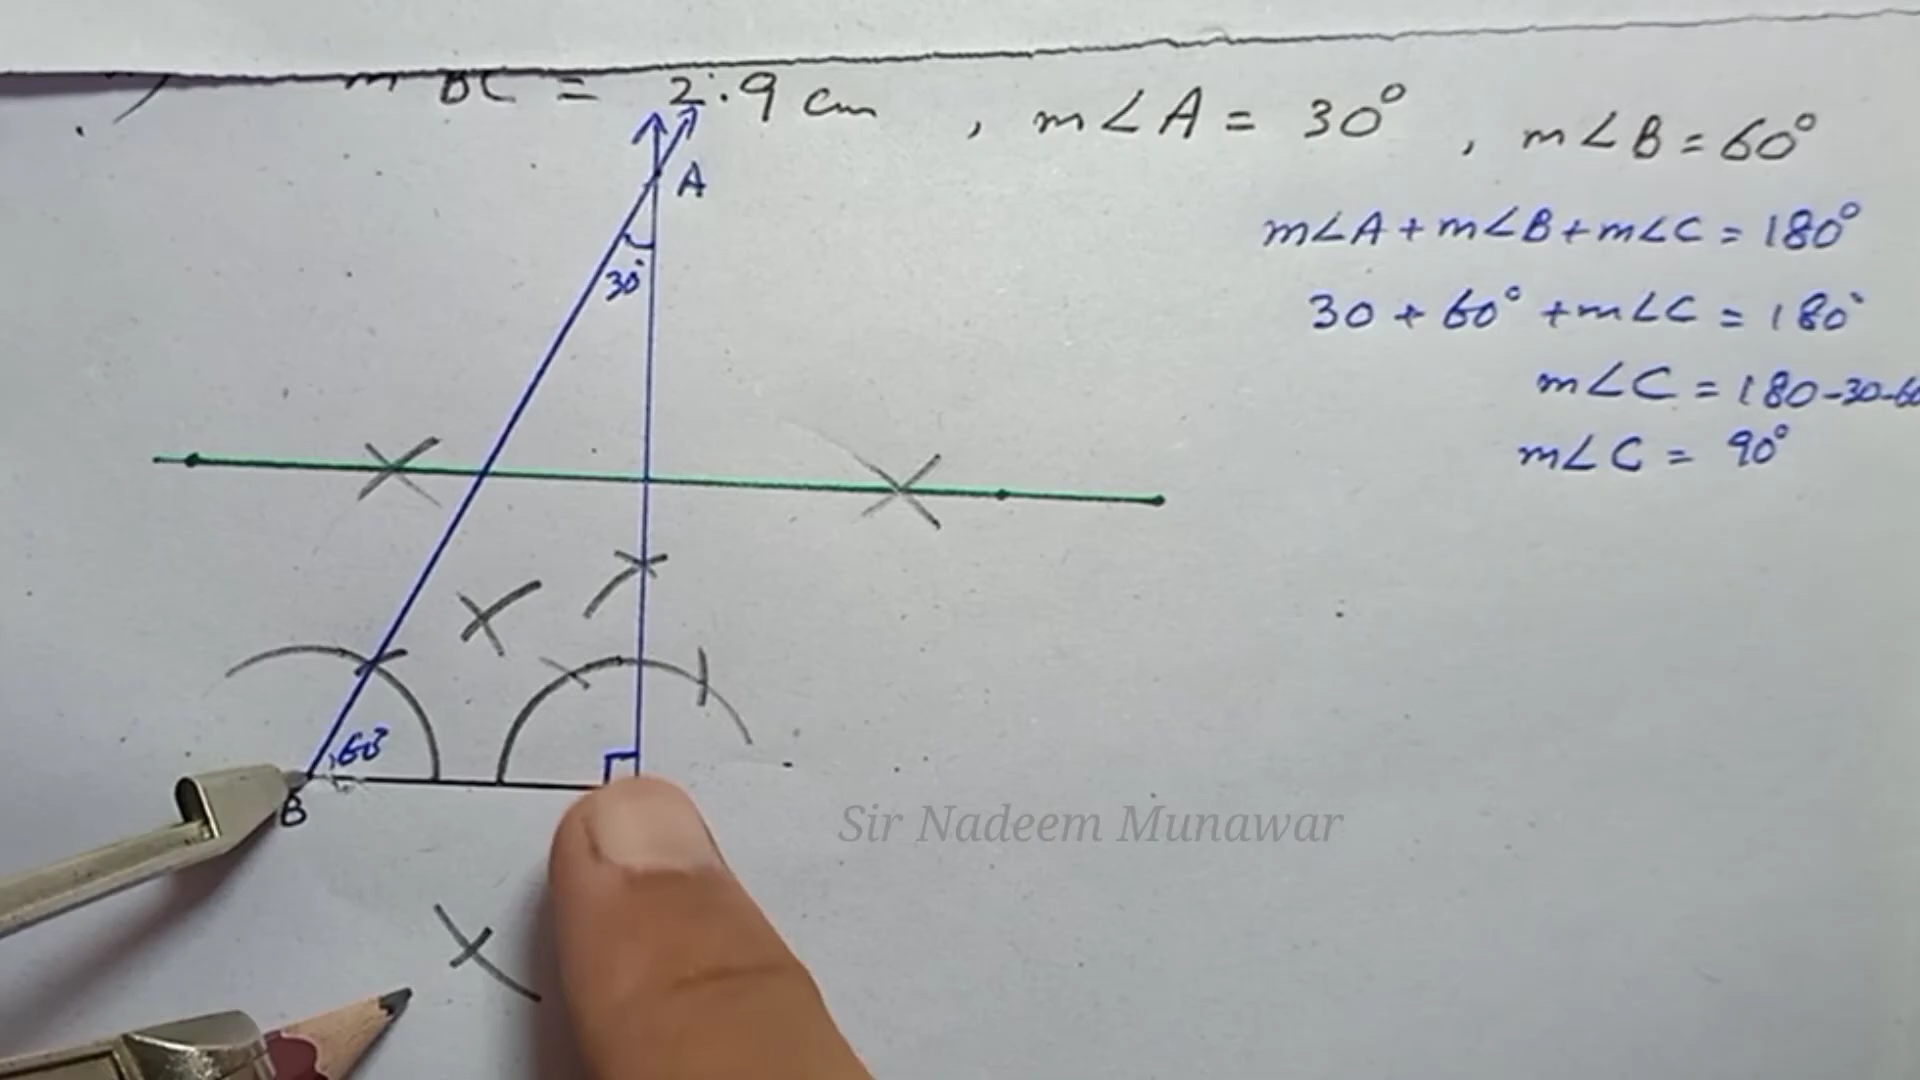 m BC = 2.9 cm , m∠A = 30° , m∠B = 60°
m∠A + m∠B + m∠C = 180°
30 + 60° + m∠C = 180°
m∠C = 180-30-60
m∠C = 90°
A
30°
60°
B
Sir Nadeem Munawar